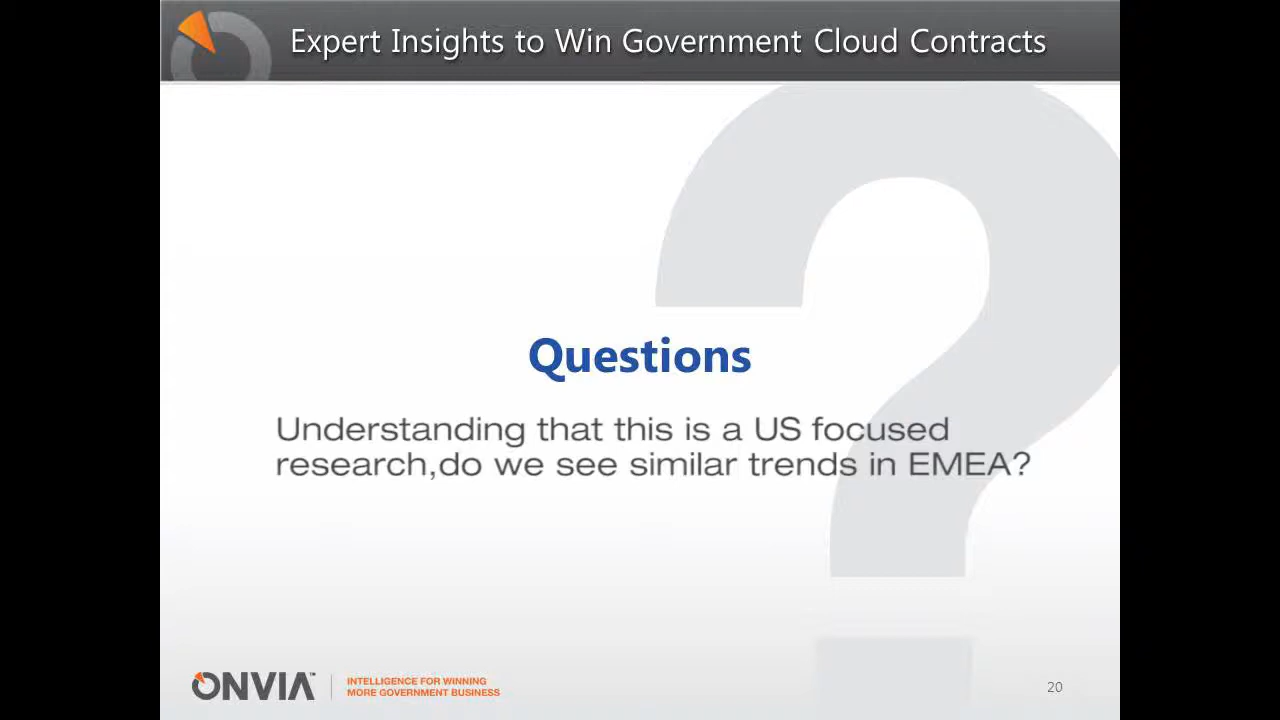 Expert Insights to Win Government Cloud Contracts
Questions
Understanding that this is a US focused
research,do we see similar trends in EMEA?
ONVIA™
INTELLIGENCE FOR WINNING
MORE GOVERNMENT BUSINESS
20